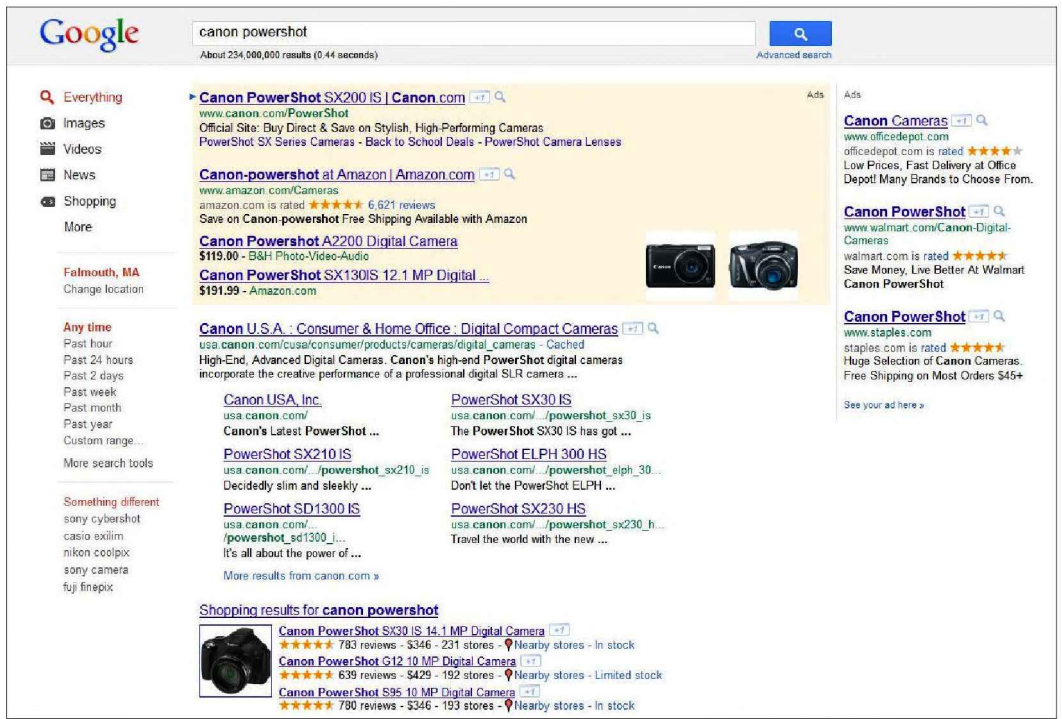 Google
canon powershot
About 234,000,000 results (0.44 seconds)
Advanced search
Everything
Images
Videos
News
Shopping
More
Falmouth, MA
Change location
Any time
Past hour
Past 24 hours
Past 2 days
Past week
Past month
Past year
Custom range...
More search tools
Something different
sony cybershot
casio exilim
nikon coolpix
sony camera
fuji finepix
Canon PowerShot SX200 IS | Canon.com +1
Ads
www.canon.com/PowerShot
Official Site: Buy Direct & Save on Stylish, High-Performing Cameras
PowerShot SX Series Cameras - Back to School Deals - PowerShot Camera Lenses
Canon-powershot at Amazon | Amazon.com +1
www.amazon.com/Cameras
amazon.com is rated 6,621 reviews
Save on Canon-powershot Free Shipping Available with Amazon
Canon Powershot A2200 Digital Camera
$119.00 - B&H Photo-Video-Audio
Canon PowerShot SX130IS 12.1 MP Digital ...
$191.99 - Amazon.com
Canon U.S.A. : Consumer & Home Office : Digital Compact Cameras +1
usa.canon.com/cusa/consumer/products/cameras/digital_cameras - Cached
High-End, Advanced Digital Cameras. Canon's high-end PowerShot digital cameras
incorporate the creative performance of a professional digital SLR camera ...
Canon USA, Inc.
usa.canon.com/
Canon's Latest PowerShot ...
PowerShot SX30 IS
usa.canon.com/.../powershot_sx30_is
The PowerShot SX30 IS has got ...
PowerShot SX210 IS
usa.canon.com/.../powershot_sx210_is
Decidedly slim and sleekly ...
PowerShot ELPH 300 HS
usa.canon.com/.../powershot_elph_30...
Don't let the PowerShot ELPH ...
PowerShot SD1300 IS
usa.canon.com/...
/powershot_sd1300_i...
It's all about the power of ...
PowerShot SX230 HS
usa.canon.com/.../powershot_sx230_h...
Travel the world with the new ...
More results from canon.com »
Shopping results for canon powershot
Canon PowerShot SX30 IS 14.1 MP Digital Camera +1
783 reviews - $346 - 231 stores - Nearby stores - In stock
Canon PowerShot G12 10 MP Digital Camera +1
639 reviews - $429 - 192 stores - Nearby stores - Limited stock
Canon PowerShot S95 10 MP Digital Camera +1
780 reviews - $346 - 193 stores - Nearby stores - In stock
Ads
Canon Cameras +1
www.officedepot.com
officedepot.com is rated
Low Prices, Fast Delivery at Office
Depot! Many Brands to Choose From.
Canon PowerShot +1
www.walmart.com/Canon-Digital-
Cameras
walmart.com is rated
Save Money, Live Better At Walmart
Canon PowerShot
Canon PowerShot +1
www.staples.com
staples.com is rated
Huge Selection of Canon Cameras.
Free Shipping on Most Orders $45+
See your ad here »